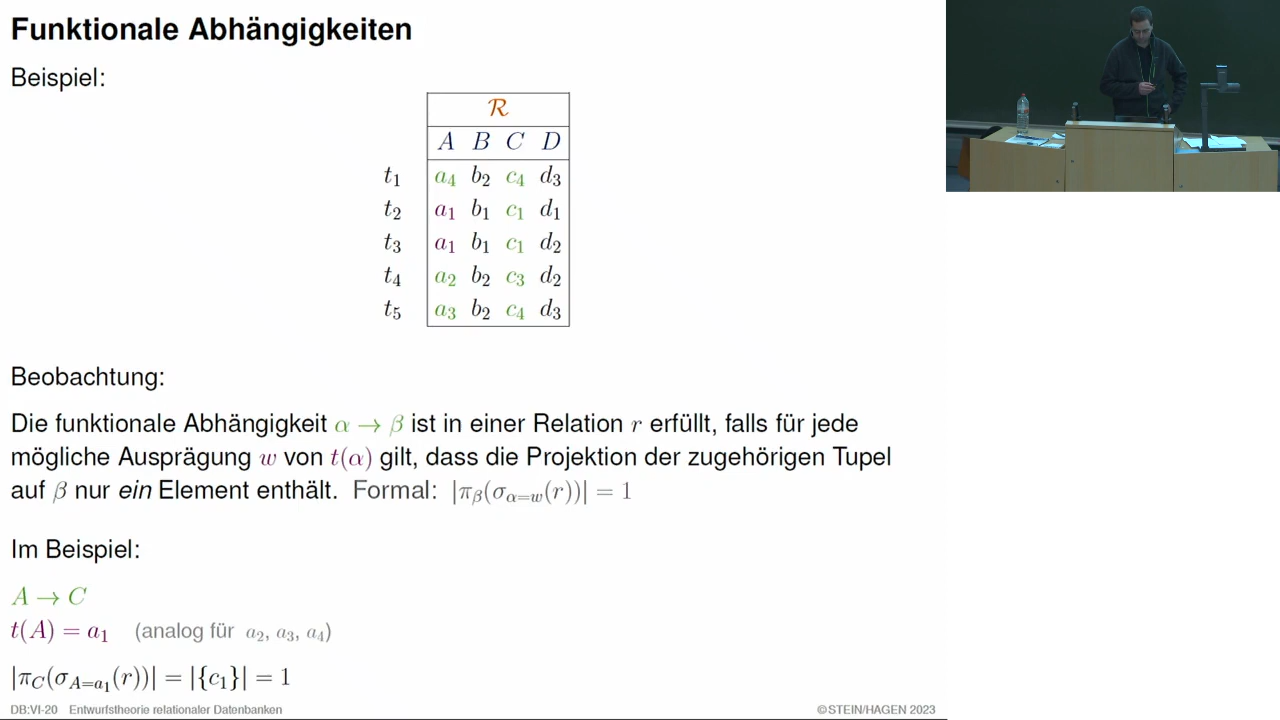 Funktionale Abhängigkeiten
Beispiel:
R
A B C D
t₁ a₄ b₂ c₄ d₃
t₂ a₁ b₁ c₁ d₁
t₃ a₁ b₁ c₁ d₂
t₄ a₂ b₂ c₃ d₂
t₅ a₃ b₂ c₄ d₃
Beobachtung:
Die funktionale Abhängigkeit α → β ist in einer Relation r erfüllt, falls für jede
mögliche Ausprägung w von t(α) gilt, dass die Projektion der zugehörigen Tupel
auf β nur ein Element enthält. Formal: |π_β(σ_{α=w}(r))| = 1
Im Beispiel:
A → C
t(A) = a₁ (analog für a₂, a₃, a₄)
|π_C(σ_{A=a₁}(r))| = |{c₁}| = 1
DB:VI-20 Entwurfstheorie relationaler Datenbanken ©STEIN/HAGEN 2023